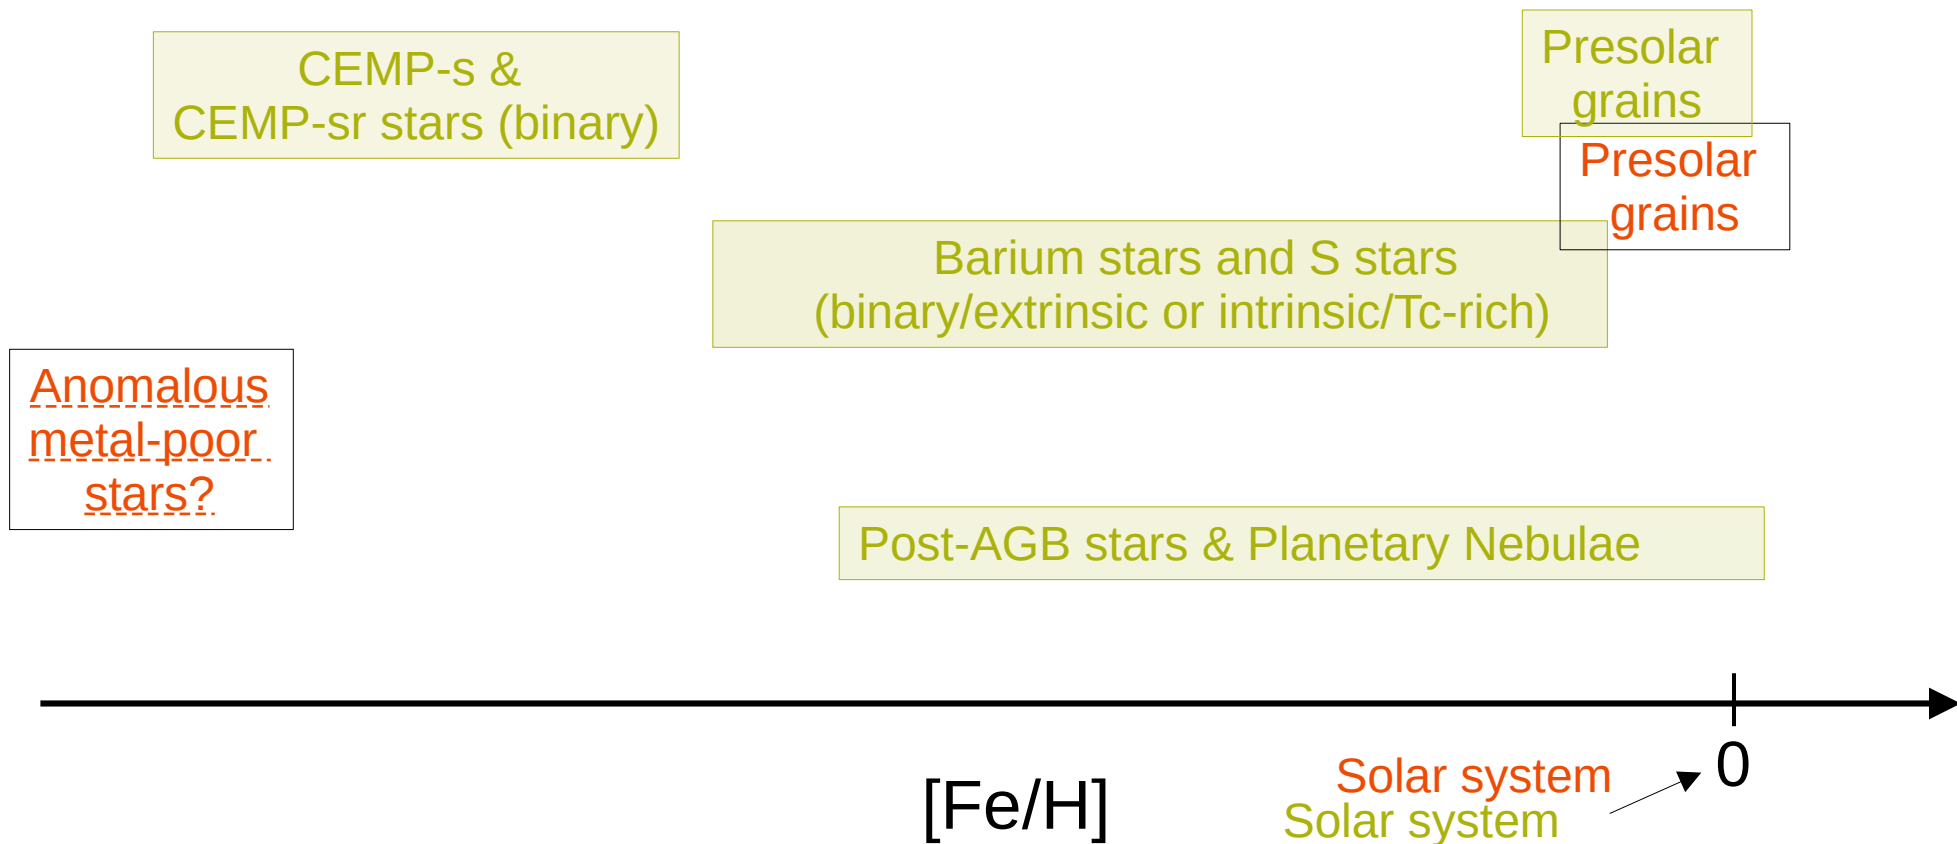 CEMP-s &
CEMP-sr stars (binary)
Presolar
grains
Presolar
grains
Barium stars and S stars
(binary/extrinsic or intrinsic/Tc-rich)
Anomalous
metal-poor
stars?
Post-AGB stars & Planetary Nebulae
0
[Fe/H]
Solar system
Solar system